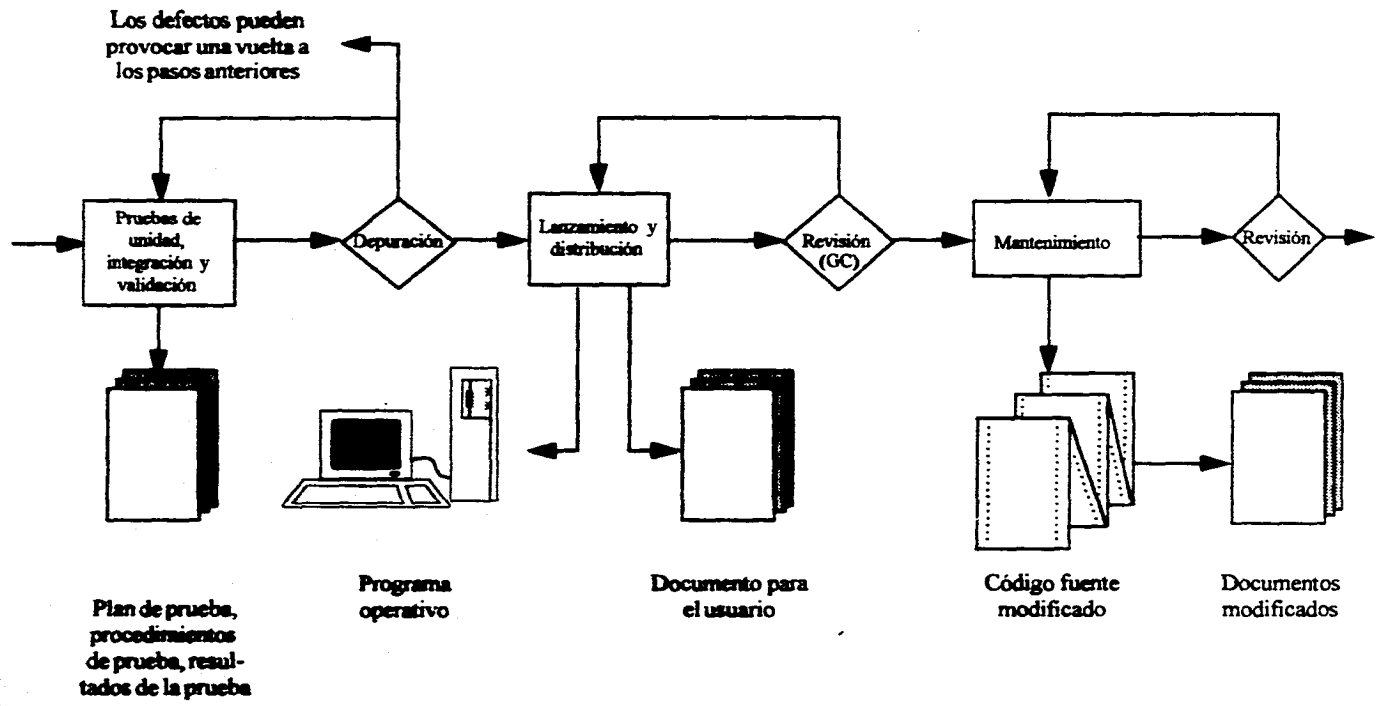 Los defectos pueden
provocar una vuelta a
los pasos anteriores
Pruebas de
unidad,
integración y
validación
Depuración
Lanzamiento y
distribución
Revisión
(GC)
Mantenimiento
Revisión
Plan de prueba,
procedimientos
de prueba, resul-
tados de la prueba
Programa
operativo
Documento para
el usuario
Código fuente
modificado
Documentos
modificados